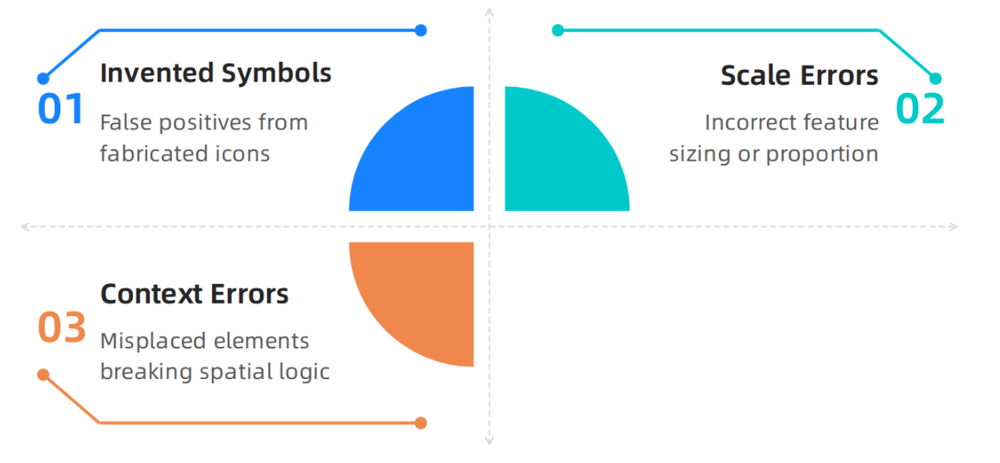 01
Invented Symbols
False positives from
fabricated icons
Scale Errors
02
Incorrect feature
sizing or proportion
Context Errors
03
Misplaced elements
breaking spatial logic